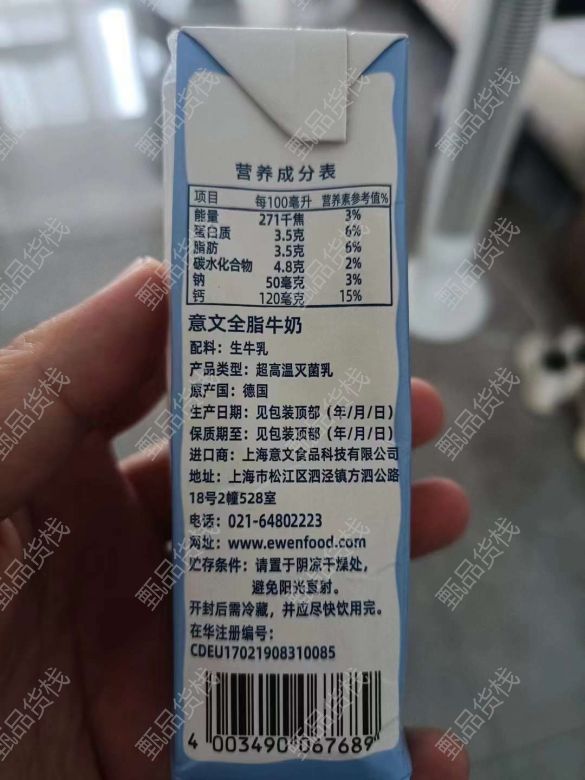 营养成分表
项目 每100毫升 营养素参考值%
能量 271千焦 3%
蛋白质 3.5克 6%
脂肪 3.5克 6%
碳水化合物 4.8克 2%
钠 50毫克 3%
钙 120毫克 15%
意文全脂牛奶
配料：生牛乳
产品类型：超高温灭菌乳
原产国：德国
生产日期：见包装顶部（年/月/日）
保质期至：见包装顶部（年/月/日）
进口商：上海意文食品科技有限公司
地址：上海市松江区泗泾镇方泗公路
18号2幢528室
电话：021-64802223
网址：www.ewenfood.com
贮存条件：请置于阴凉干燥处，
避免阳光直射。
开封后需冷藏，并应尽快饮用完。
在华注册编号：
CDEU17021908310085
4 003490 067689
甄品货栈